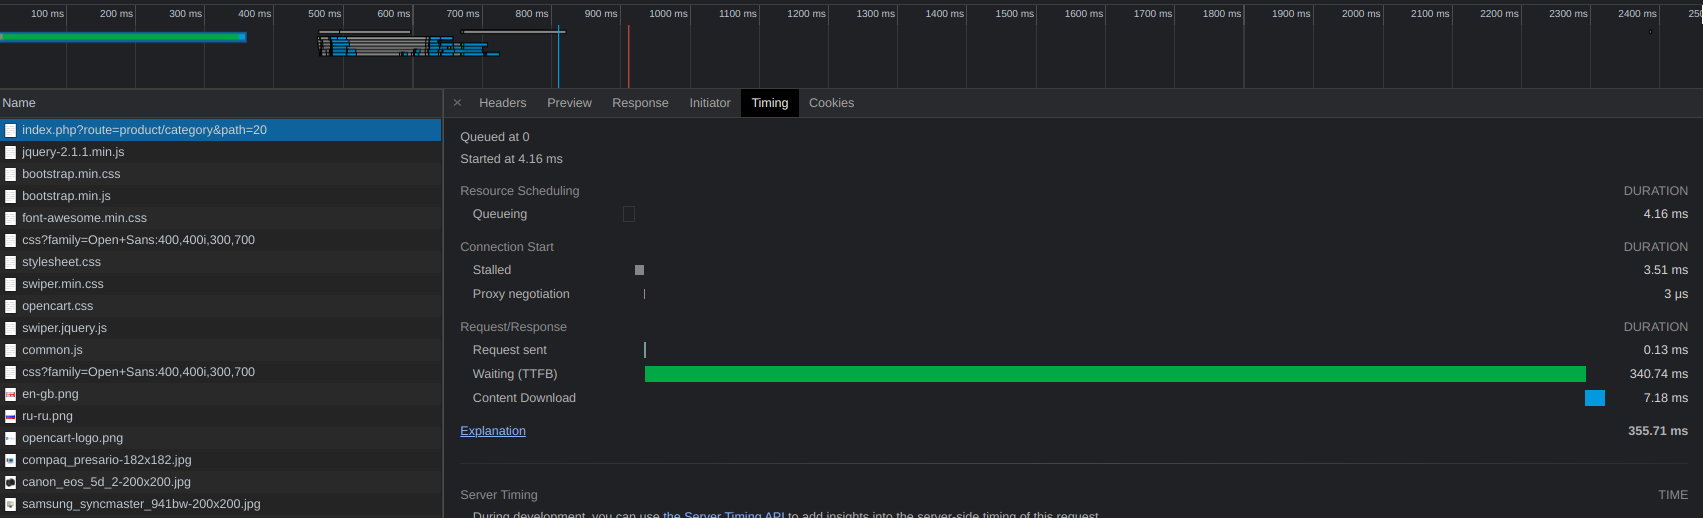 100 ms 200 ms 300 ms 400 ms 500 ms 600 ms 700 ms 800 ms 900 ms 1000 ms 1100 ms 1200 ms 1300 ms 1400 ms 1500 ms 1600 ms 1700 ms 1800 ms 1900 ms 2000 ms 2100 ms 2200 ms 2300 ms 2400 ms
Name
× Headers Preview Response Initiator Timing Cookies
index.php?route=product/category&path=20
jquery-2.1.1.min.js
bootstrap.min.css
bootstrap.min.js
font-awesome.min.css
css?family=Open+Sans:400,400i,300,700
stylesheet.css
swiper.min.css
opencart.css
swiper.jquery.js
common.js
css?family=Open+Sans:400,400i,300,700
en-gb.png
ru-ru.png
opencart-logo.png
compaq_presario-182x182.jpg
canon_eos_5d_2-200x200.jpg
samsung_syncmaster_941bw-200x200.jpg
Queued at 0
Started at 4.16 ms
Resource Scheduling DURATION
Queueing 4.16 ms
Connection Start DURATION
Stalled 3.51 ms
Proxy negotiation 3 μs
Request/Response DURATION
Request sent 0.13 ms
Waiting (TTFB) 340.74 ms
Content Download 7.18 ms
Explanation 355.71 ms
Server Timing TIME
During development, you can use the Server Timing API to add insights into the server-side timing of this request.